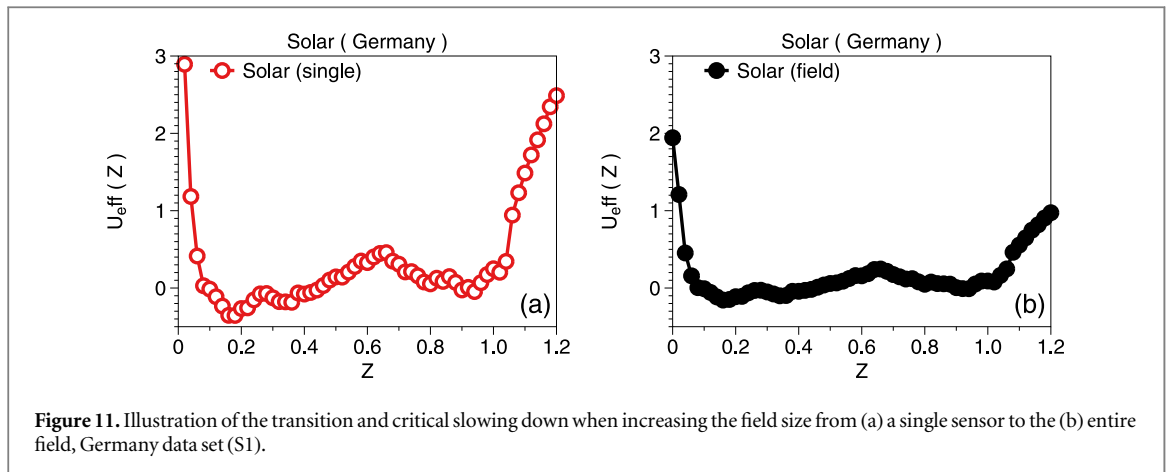 Solar ( Germany )
Solar (single)
3
2
1
0
U_eff ( Z )
(a)
0 0.2 0.4 0.6 0.8 1.0 1.2
Z
Solar ( Germany )
Solar (field)
3
2
1
0
U_eff ( Z )
(b)
0 0.2 0.4 0.6 0.8 1.0 1.2
Z
Figure 11. Illustration of the transition and critical slowing down when increasing the field size from (a) a single sensor to the (b) entire
field, Germany data set (S1).